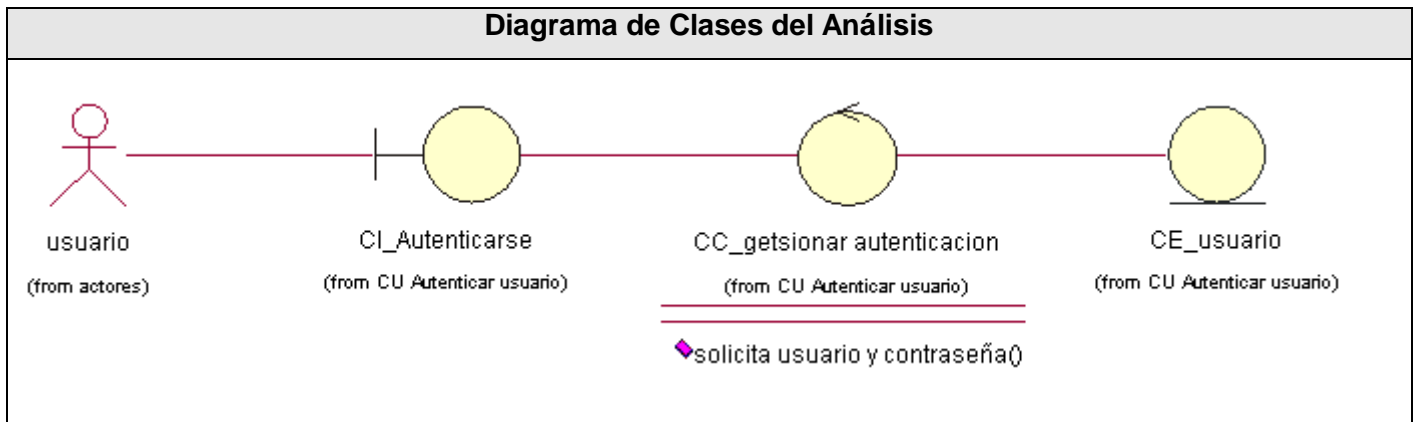 Diagrama de Clases del Análisis
usuario
(from actores)
CI_Autenticarse
(from CU Autenticar usuario)
CC_getsionar autenticacion
(from CU Autenticar usuario)
solicita usuario y contraseña()
CE_usuario
(from CU Autenticar usuario)